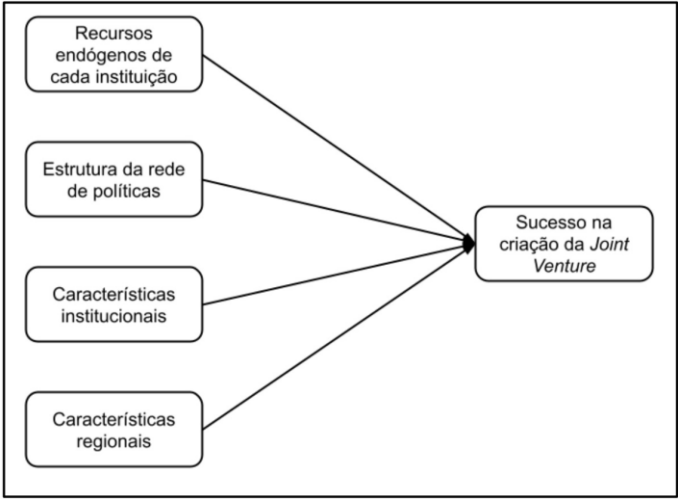 Recursos
endógenos de
cada instituição
Estrutura da rede
de políticas
Características
institucionais
Características
regionais
Sucesso na
criação da Joint
Venture